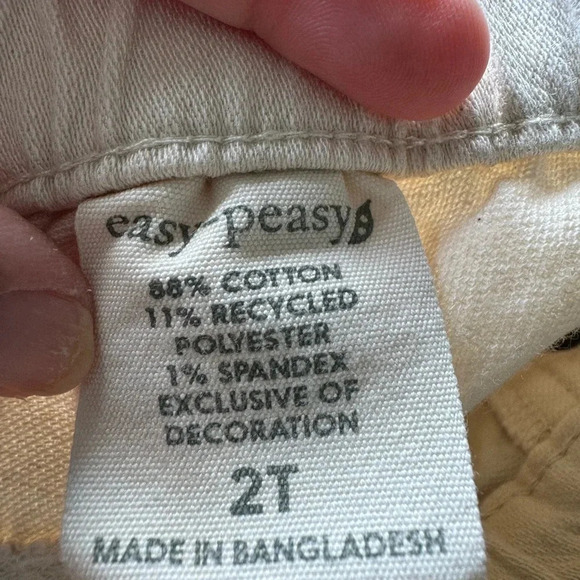 easy-peasy
88% COTTON
11% RECYCLED
POLYESTER
1% SPANDEX
EXCLUSIVE OF
DECORATION
2T
MADE IN BANGLADESH